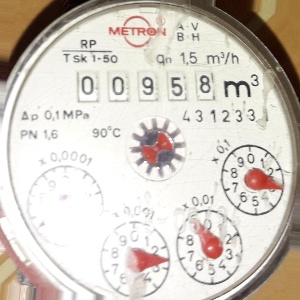 METRON
A·V
B·H
RP
Tsk 1-50
qn 1,5 m³/h
00958 m³
Δp 0,1 MPa
431233
PN 1,6
90°C
x 0,0001
x 0,1
x 0,001
x 0,01